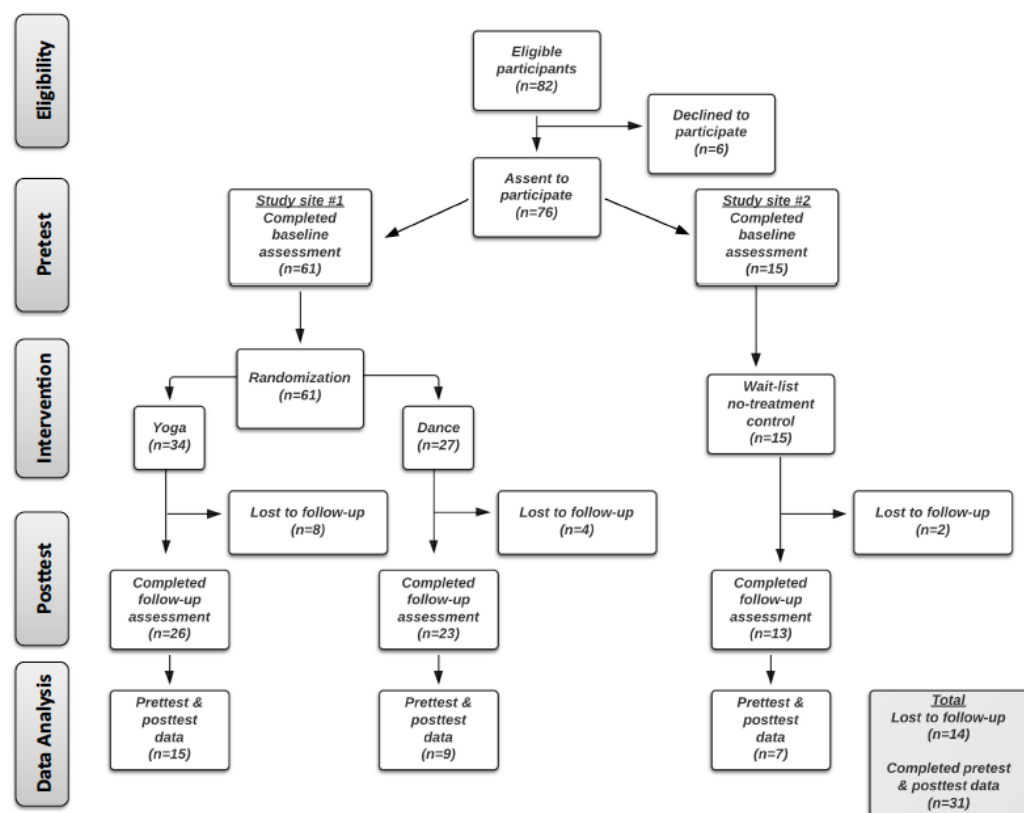 Eligibility
Eligible
participants
(n=82)
Declined to
participate
(n=6)
Assent to
participate
(n=76)
Pretest
Study site #1
Completed
baseline
assessment
(n=61)
Study site #2
Completed
baseline
assessment
(n=15)
Intervention
Randomization
(n=61)
Wait-list
no-treatment
control
(n=15)
Yoga
(n=34)
Dance
(n=27)
Lost to follow-up
(n=8)
Lost to follow-up
(n=4)
Lost to follow-up
(n=2)
Posttest
Completed
follow-up
assessment
(n=26)
Completed
follow-up
assessment
(n=23)
Completed
follow-up
assessment
(n=13)
Data Analysis
Prettest &
posttest
data
(n=15)
Prettest &
posttest
data
(n=9)
Prettest &
posttest
data
(n=7)
Total
Lost to follow-up
(n=14)
Completed pretest
& posttest data
(n=31)